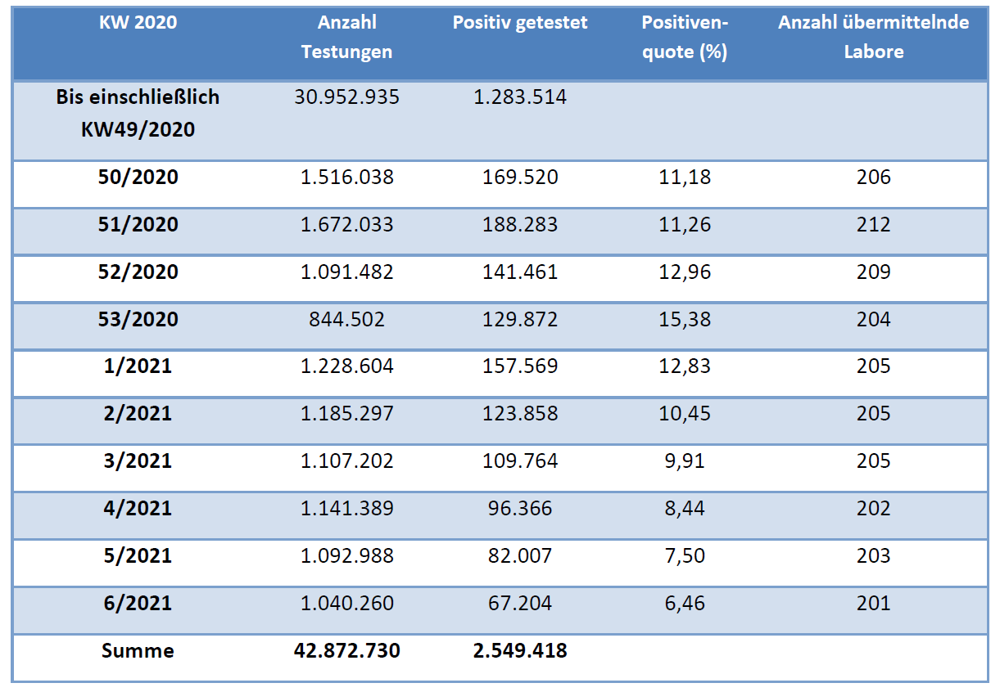 KW 2020 Anzahl Testungen Positiv getestet Positiven-quote (%) Anzahl übermittelnde Labore
Bis einschließlich KW49/2020 30.952.935 1.283.514
50/2020 1.516.038 169.520 11,18 206
51/2020 1.672.033 188.283 11,26 212
52/2020 1.091.482 141.461 12,96 209
53/2020 844.502 129.872 15,38 204
1/2021 1.228.604 157.569 12,83 205
2/2021 1.185.297 123.858 10,45 205
3/2021 1.107.202 109.764 9,91 205
4/2021 1.141.389 96.366 8,44 202
5/2021 1.092.988 82.007 7,50 203
6/2021 1.040.260 67.204 6,46 201
Summe 42.872.730 2.549.418